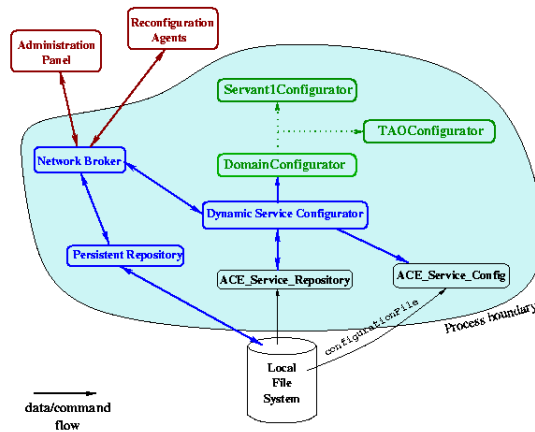 Reconfiguration
Agents
Administration
Panel
Servant1Configurator
TAOConfigurator
Network Broker
DomainConfigurator
Dynamic Service Configurator
Persistent Repository
ACE_Service_Repository
ACE_Service_Config
configurationFile
Process boundary
Local
File
System
data/command
flow